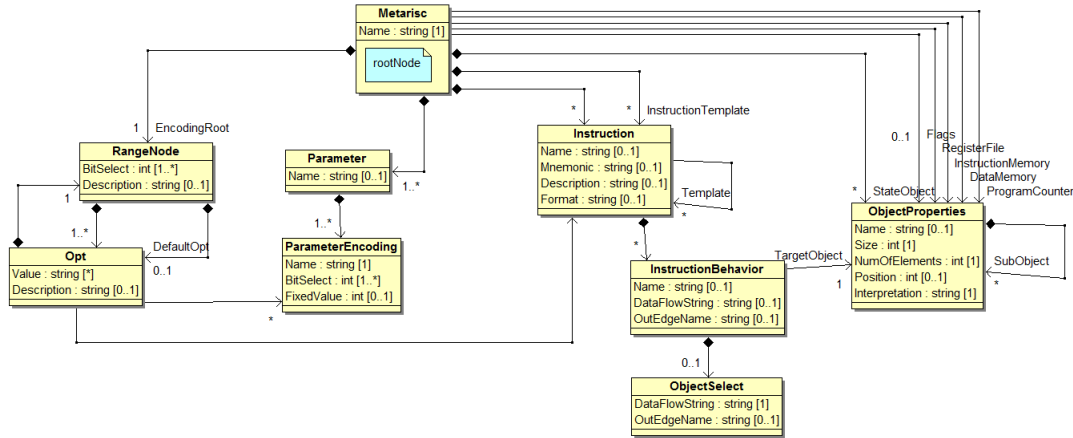 Metarisc
Name : string [1]
rootNode
1
EncodingRoot
*
*
InstructionTemplate
0..1
Flags
RegisterFile
InstructionMemory
DataMemory
ProgramCounter
*
StateObject
RangeNode
BitSelect : int [1..*]
Description : string [0..1]
1
1..*
DefaultOpt
0..1
Parameter
Name : string [0..1]
1..*
1..*
Instruction
Name : string [0..1]
Mnemonic : string [0..1]
Description : string [0..1]
Format : string [0..1]
Template
*
*
ObjectProperties
Name : string [0..1]
Size : int [1]
NumOfElements : int [1]
Position : int [0..1]
Interpretation : string [1]
SubObject
*
Opt
Value : string [*]
Description : string [0..1]
*
ParameterEncoding
Name : string [1]
BitSelect : int [1..*]
FixedValue : int [0..1]
InstructionBehavior
Name : string [0..1]
DataFlowString : string [0..1]
OutEdgeName : string [0..1]
TargetObject
1
0..1
ObjectSelect
DataFlowString : string [1]
OutEdgeName : string [0..1]